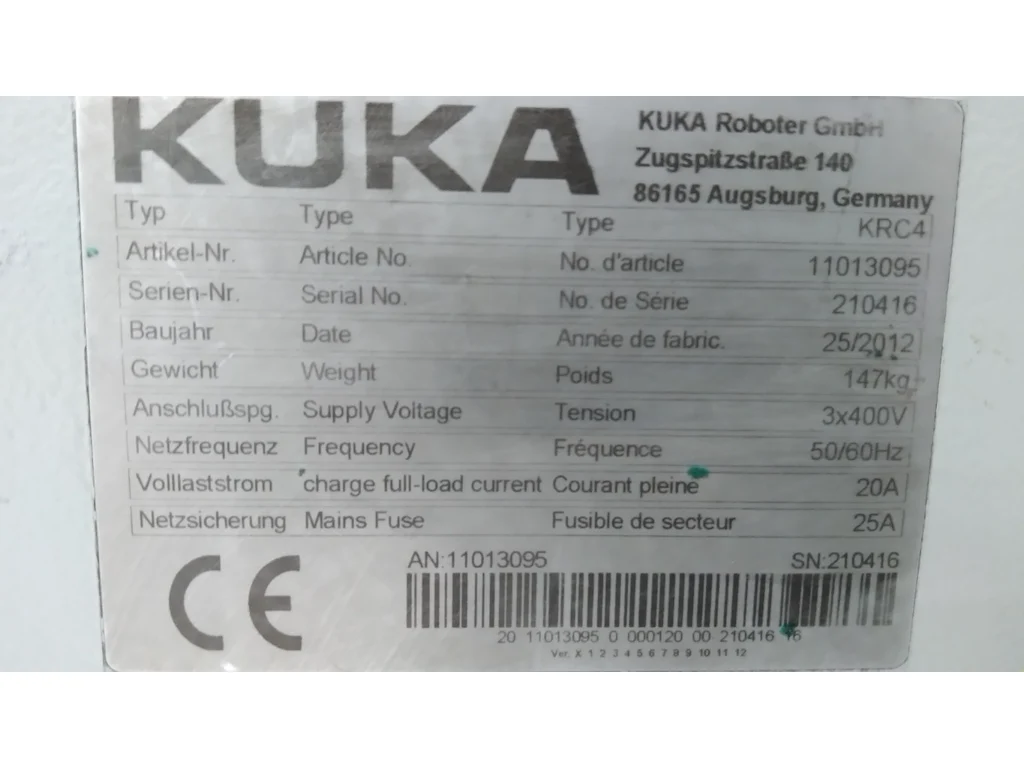 KUKA
KUKA Roboter GmbH
Zugspitzstraße 140
86165 Augsburg, Germany
Typ Type Type KRC4
Artikel-Nr. Article No. No. d'article 11013095
Serien-Nr. Serial No. No. de Série 210416
Baujahr Date Année de fabric. 25/2012
Gewicht Weight Poids 147kg
Anschlußspg. Supply Voltage Tension 3x400V
Netzfrequenz Frequency Fréquence 50/60Hz
Volllaststrom charge full-load current Courant pleine 20A
Netzsicherung Mains Fuse Fusible de secteur 25A
CE
AN:11013095 SN:210416
20 11013095 0 000120 00 210416 16
Ver. X 1 2 3 4 5 6 7 8 9 10 11 12